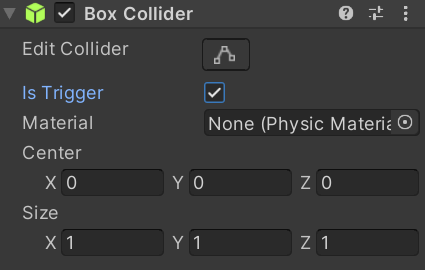 Box Collider
Edit Collider
Is Trigger
Material None (Physic Materia
Center
X 0 Y 0 Z 0
Size
X 1 Y 1 Z 1